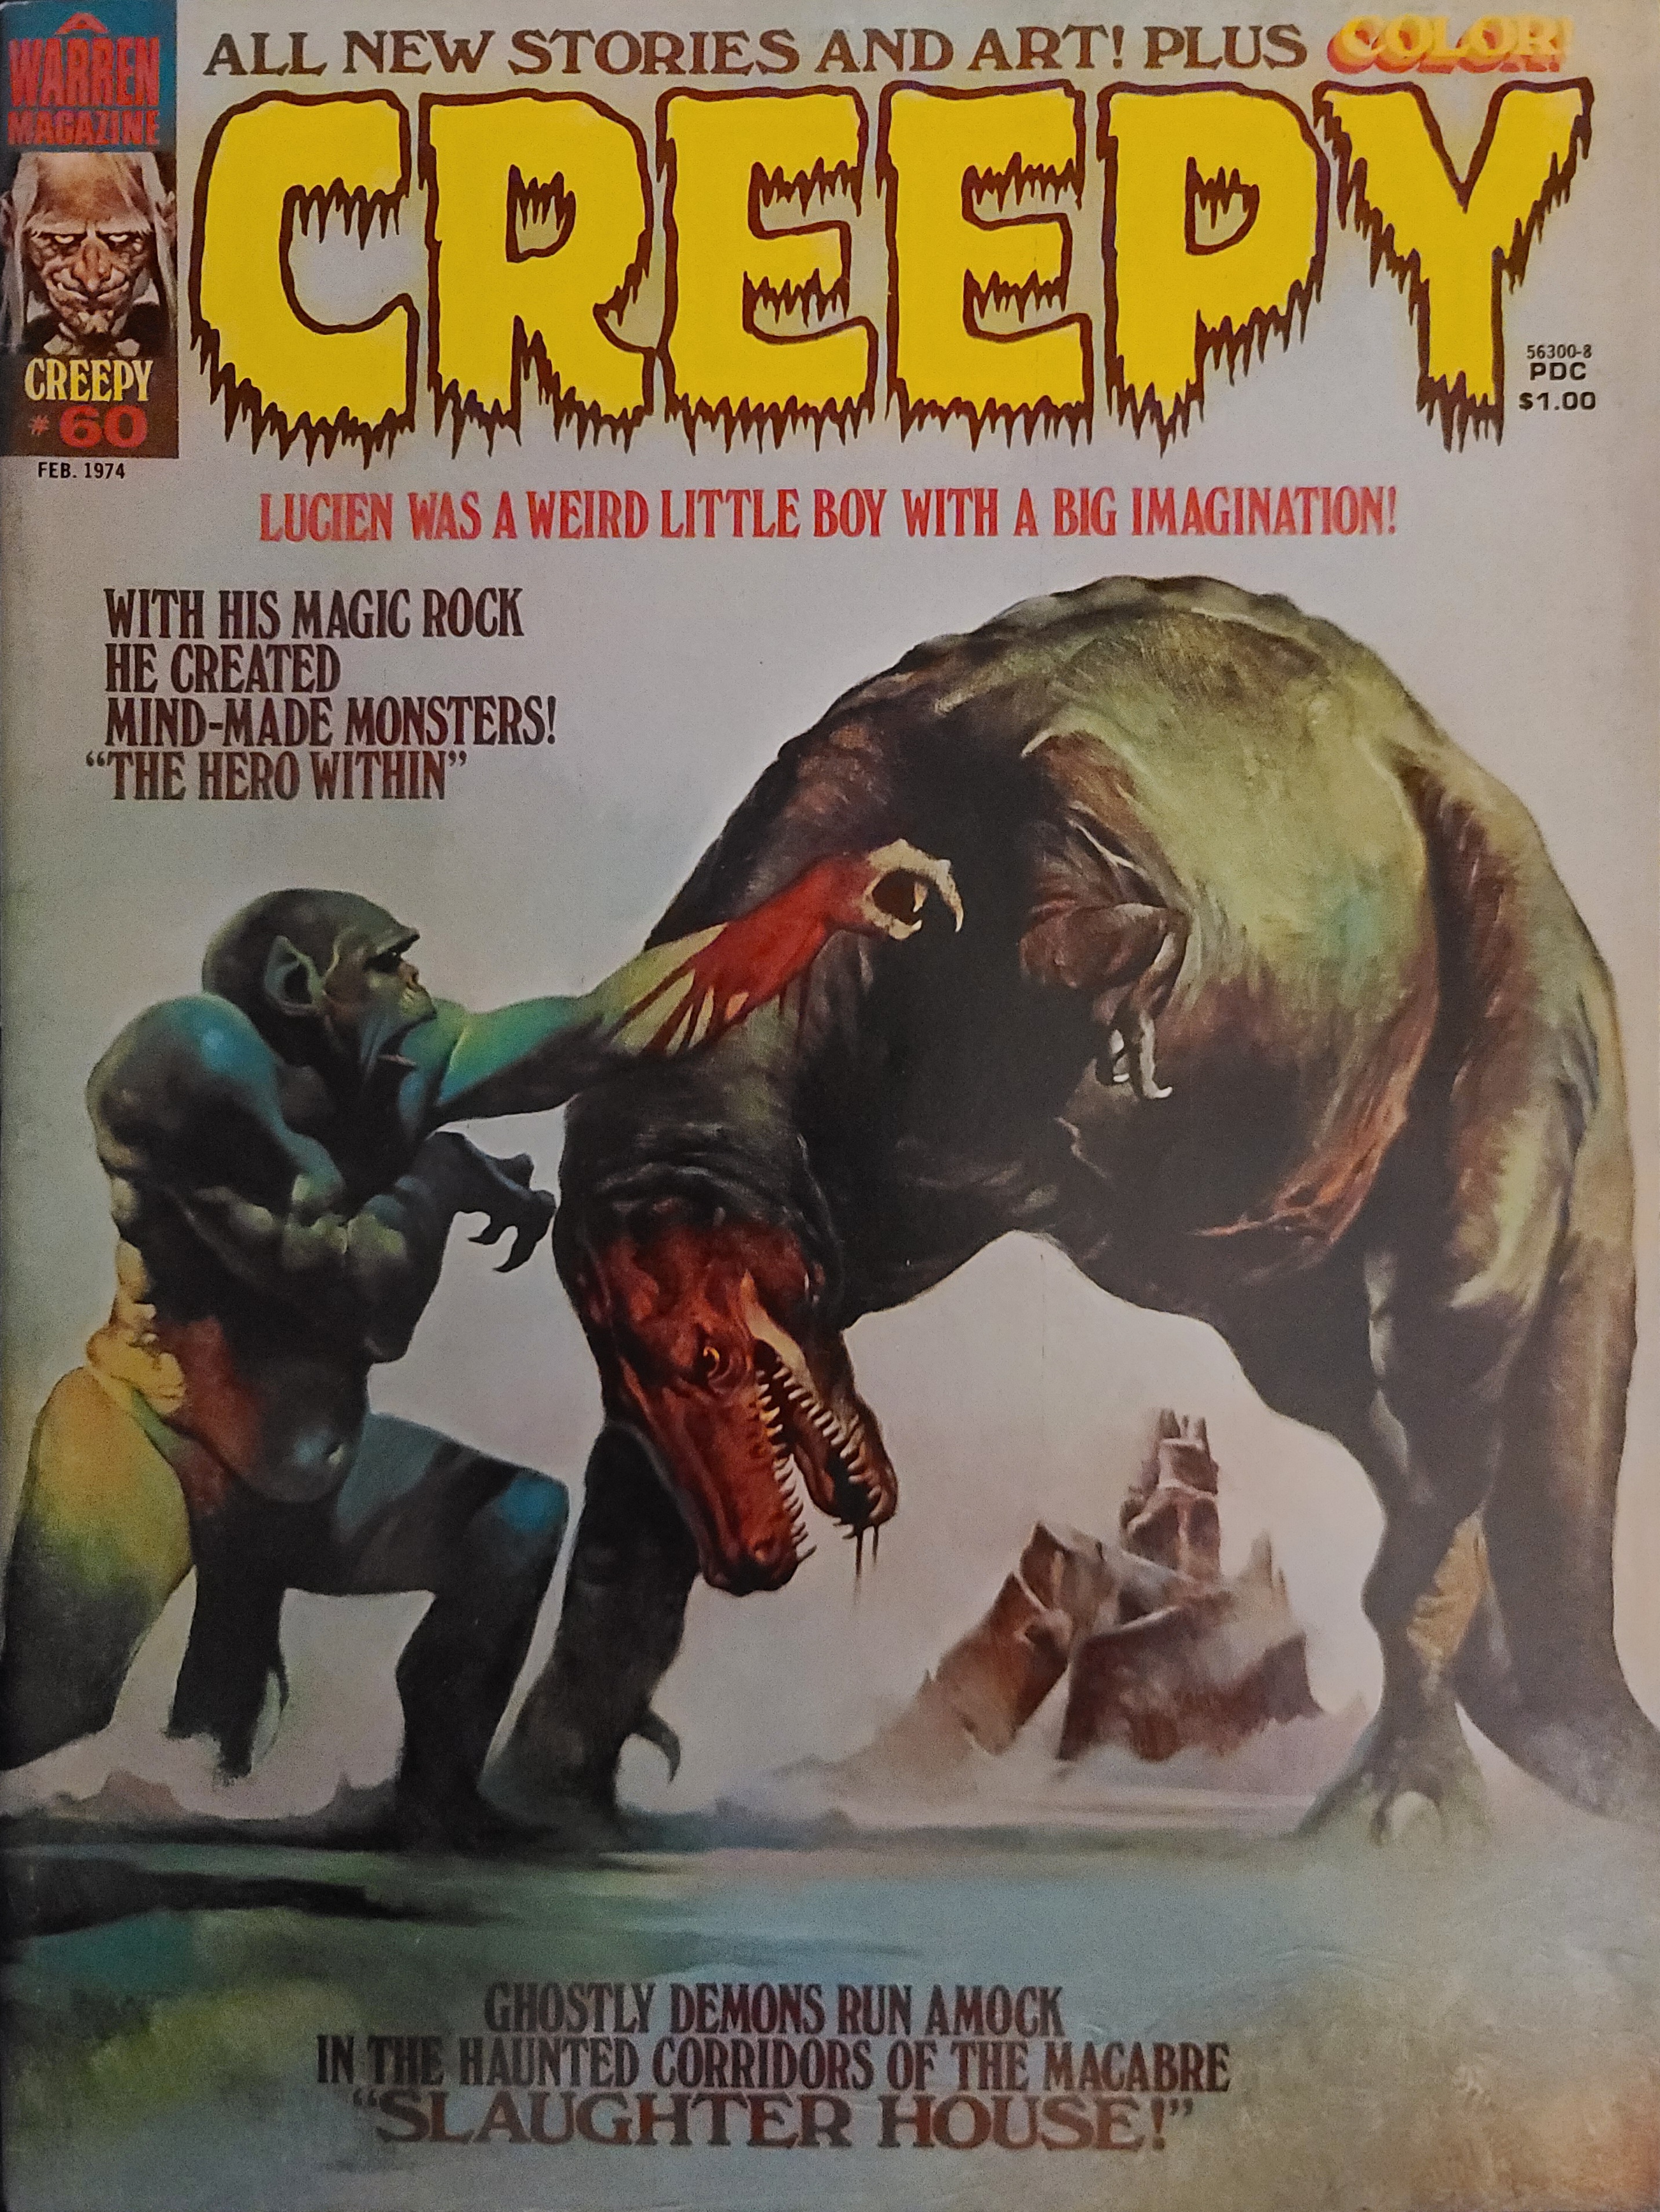 A
WARREN
MAGAZINE
CREEPY
#60
FEB. 1974
ALL NEW STORIES AND ART! PLUS COLOR!
CREEPY
56300-8
PDC
$1.00
LUCIEN WAS A WEIRD LITTLE BOY WITH A BIG IMAGINATION!
WITH HIS MAGIC ROCK
HE CREATED
MIND-MADE MONSTERS!
“THE HERO WITHIN”
GHOSTLY DEMONS RUN AMOCK
IN THE HAUNTED CORRIDORS OF THE MACABRE
“SLAUGHTER HOUSE!”